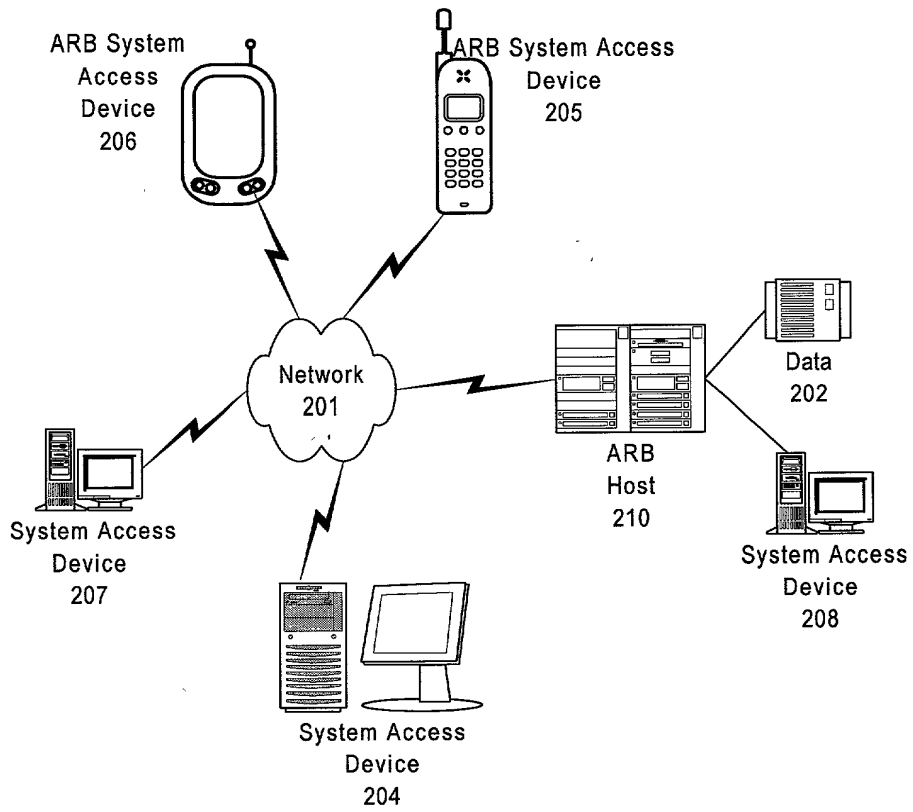 ARB System
Access
Device
206
ARB System Access
Device
205
Network
201
Data
202
ARB
Host
210
System Access
Device
207
System Access
Device
208
System Access
Device
204